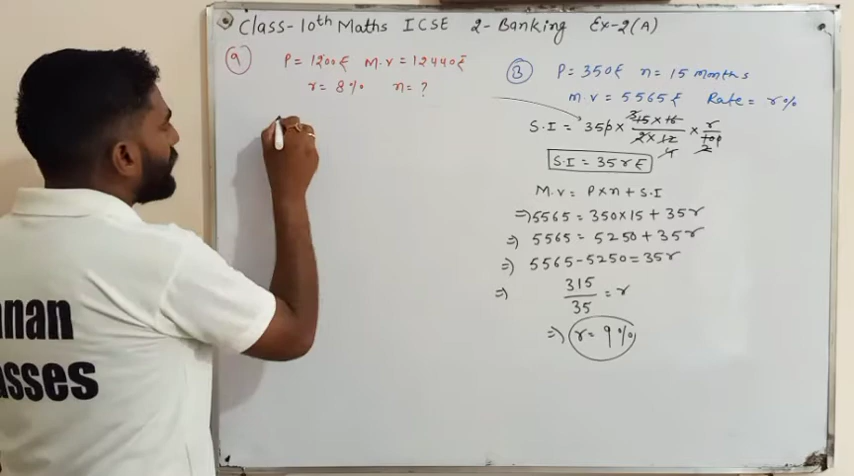 Class-10th Maths ICSE 2-Banking Ex-2(A)
9 P = 1200₹ M.v = 12440₹
r = 8% n = ?
B P = 350₹ n = 15 months
M.v = 5565₹ Rate = r%
S.I = 350 × 15 × 16 / 2 × 12 × r / 100
S.I = 35r₹
M.v = P×n + S.I
⇒ 5565 = 350×15 + 35r
⇒ 5565 = 5250 + 35r
⇒ 5565 - 5250 = 35r
⇒ 315 / 35 = r
⇒ r = 9%
nan
asses